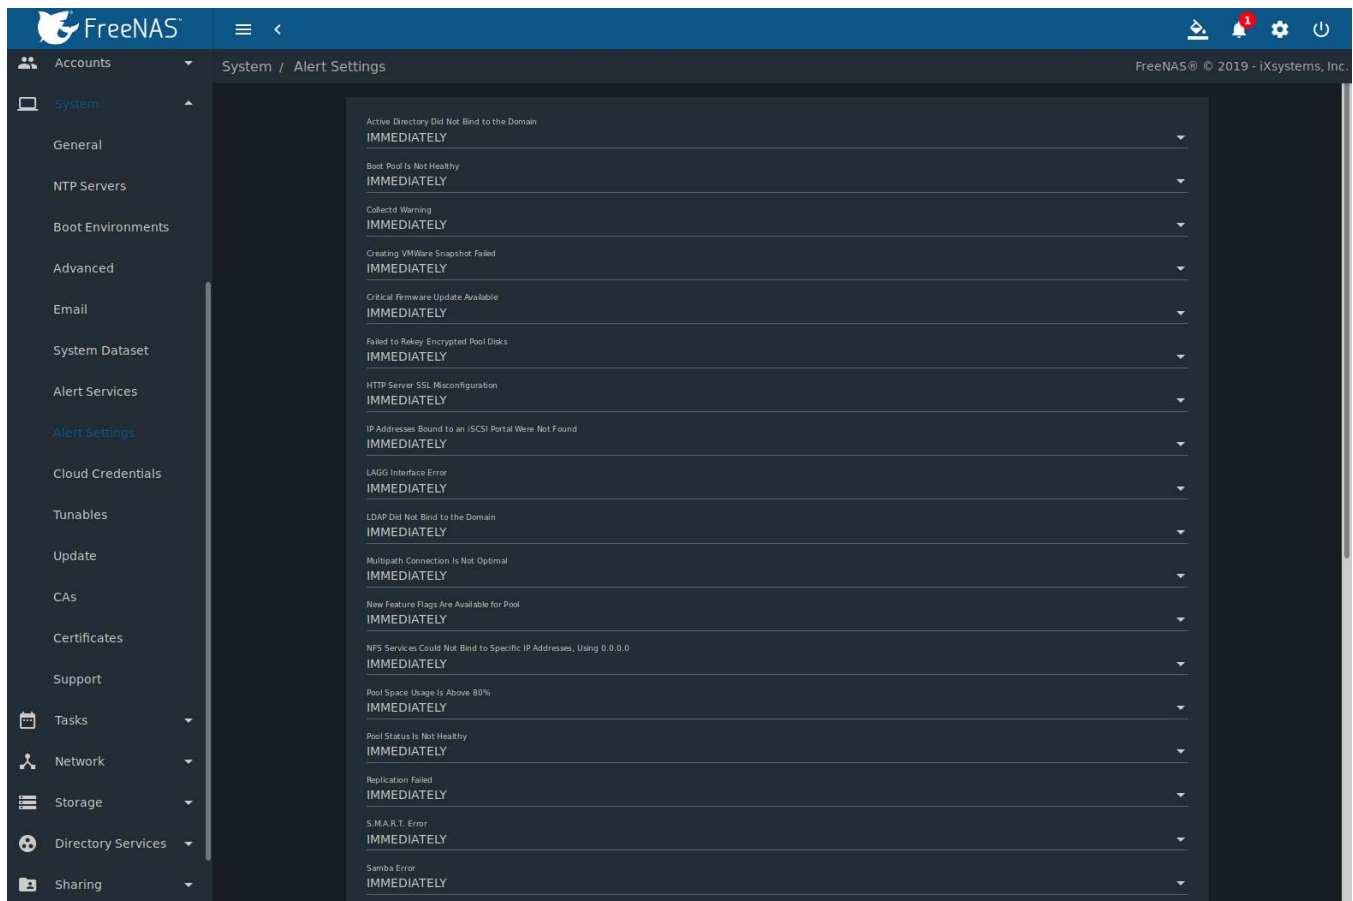 FreeNAS™
1
Accounts
System / Alert Settings
FreeNAS® © 2019 - iXsystems, Inc.
System
General
NTP Servers
Boot Environments
Advanced
Email
System Dataset
Alert Services
Alert Settings
Cloud Credentials
Tunables
Update
CAs
Certificates
Support
Tasks
Network
Storage
Directory Services
Sharing
Active Directory Did Not Bind to the Domain
IMMEDIATELY
Boot Pool Is Not Healthy
IMMEDIATELY
Collectd Warning
IMMEDIATELY
Creating VMWare Snapshot Failed
IMMEDIATELY
Critical Firmware Update Available
IMMEDIATELY
Failed to Rekey Encrypted Pool Disks
IMMEDIATELY
HTTP Server SSL Misconfiguration
IMMEDIATELY
IP Addresses Bound to an iSCSI Portal Were Not Found
IMMEDIATELY
LAGG Interface Error
IMMEDIATELY
LDAP Did Not Bind to the Domain
IMMEDIATELY
Multipath Connection Is Not Optimal
IMMEDIATELY
New Feature Flags Are Available for Pool
IMMEDIATELY
NFS Services Could Not Bind to Specific IP Addresses, Using 0.0.0.0
IMMEDIATELY
Pool Space Usage Is Above 80%
IMMEDIATELY
Pool Status Is Not Healthy
IMMEDIATELY
Replication Failed
IMMEDIATELY
S.M.A.R.T. Error
IMMEDIATELY
Samba Error
IMMEDIATELY